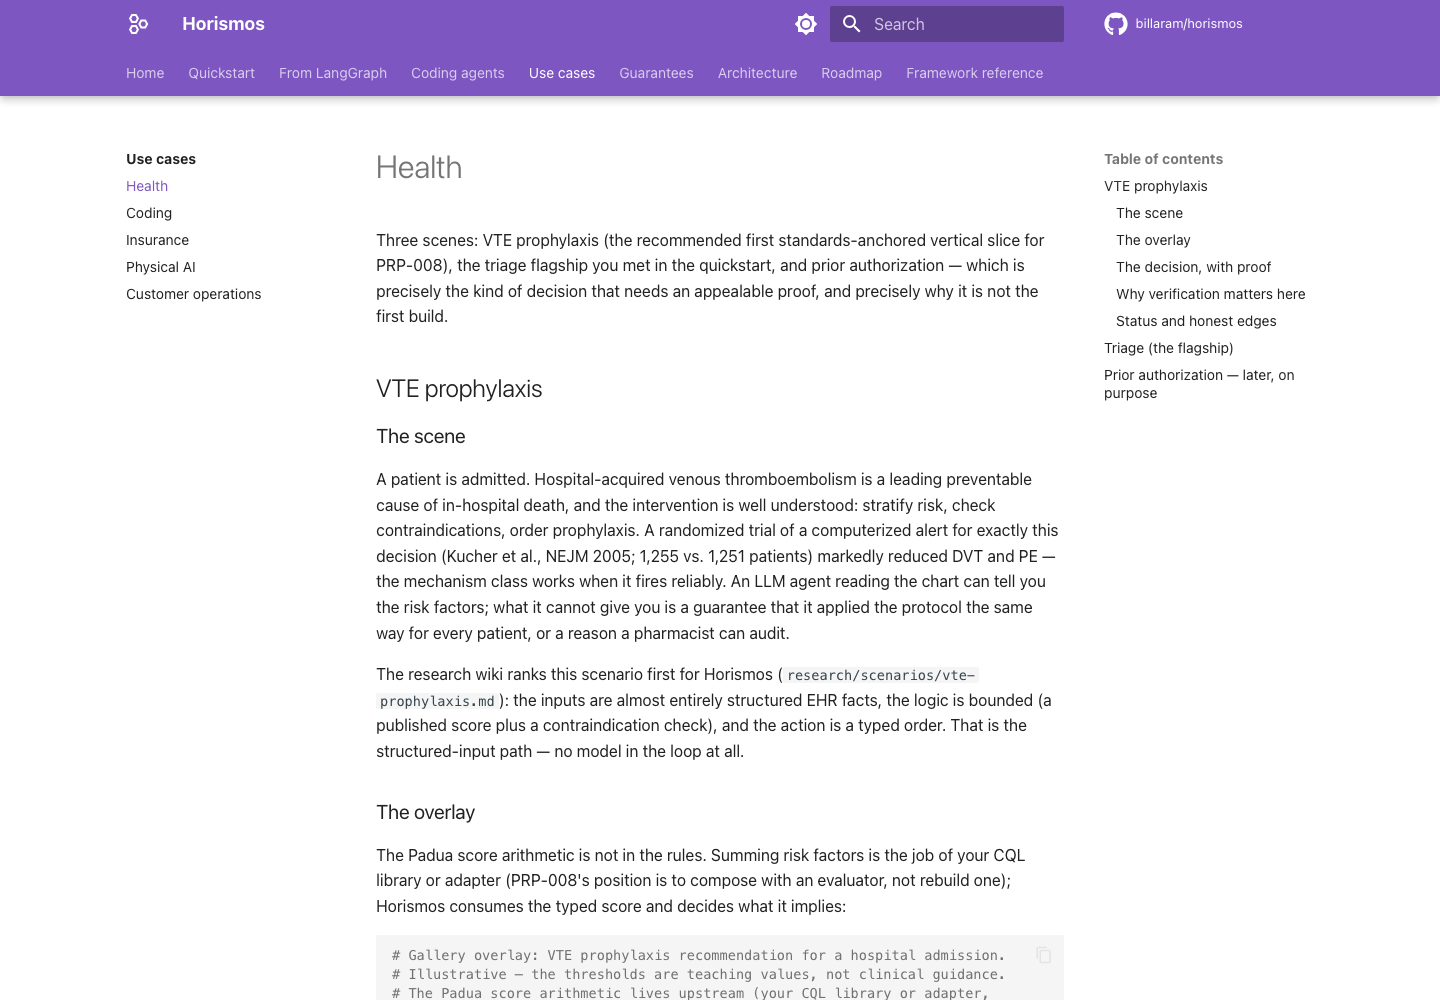 Horismos
Search
billaram/horismos
Home
Quickstart
From LangGraph
Coding agents
Use cases
Guarantees
Architecture
Roadmap
Framework reference
Use cases
Health
Coding
Insurance
Physical AI
Customer operations
Health
Three scenes: VTE prophylaxis (the recommended first standards-anchored vertical slice for
PRP-008), the triage flagship you met in the quickstart, and prior authorization — which is
precisely the kind of decision that needs an appealable proof, and precisely why it is not the
first build.
VTE prophylaxis
The scene
A patient is admitted. Hospital-acquired venous thromboembolism is a leading preventable
cause of in-hospital death, and the intervention is well understood: stratify risk, check
contraindications, order prophylaxis. A randomized trial of a computerized alert for exactly this
decision (Kucher et al., NEJM 2005; 1,255 vs. 1,251 patients) markedly reduced DVT and PE —
the mechanism class works when it fires reliably. An LLM agent reading the chart can tell you
the risk factors; what it cannot give you is a guarantee that it applied the protocol the same
way for every patient, or a reason a pharmacist can audit.
The research wiki ranks this scenario first for Horismos (research/scenarios/vte-
prophylaxis.md): the inputs are almost entirely structured EHR facts, the logic is bounded (a
published score plus a contraindication check), and the action is a typed order. That is the
structured-input path — no model in the loop at all.
The overlay
The Padua score arithmetic is not in the rules. Summing risk factors is the job of your CQL
library or adapter (PRP-008's position is to compose with an evaluator, not rebuild one);
Horismos consumes the typed score and decides what it implies:
# Gallery overlay: VTE prophylaxis recommendation for a hospital admission.
# Illustrative — the thresholds are teaching values, not clinical guidance.
# The Padua score arithmetic lives upstream (your CQL library or adapter,
Table of contents
VTE prophylaxis
The scene
The overlay
The decision, with proof
Why verification matters here
Status and honest edges
Triage (the flagship)
Prior authorization — later, on
purpose